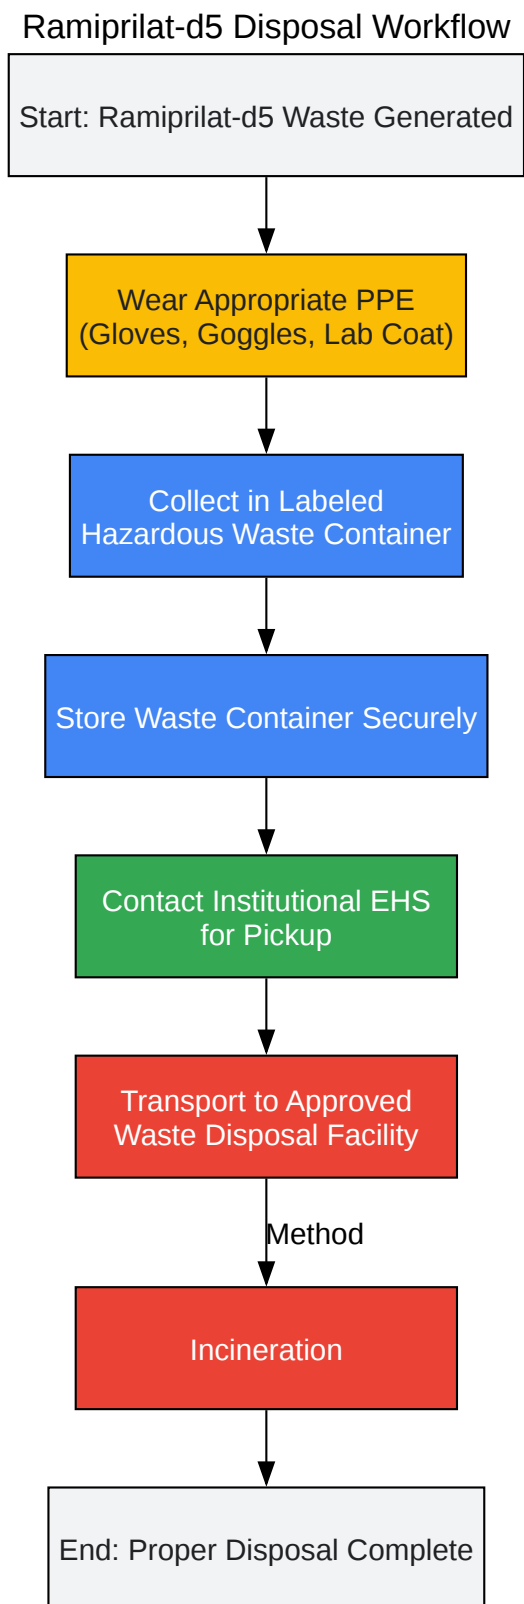 Ramiprilat-d5 Disposal Workflow
Start: Ramiprilat-d5 Waste Generated
Wear Appropriate PPE
(Gloves, Goggles, Lab Coat)
Collect in Labeled
Hazardous Waste Container
Store Waste Container Securely
Contact Institutional EHS
for Pickup
Transport to Approved
Waste Disposal Facility
Method
Incineration
End: Proper Disposal Complete